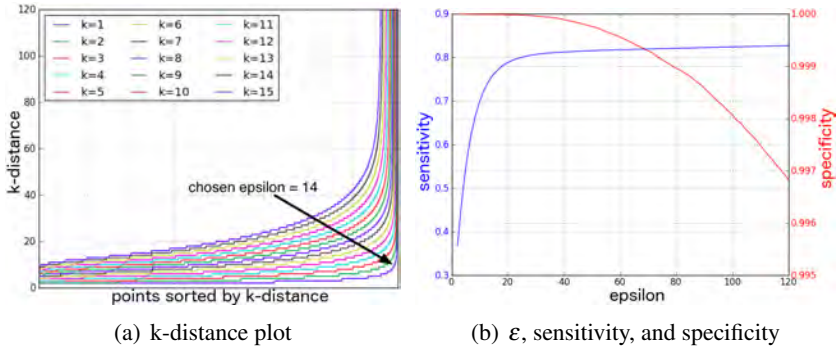 120
100
80
60
40
20
0
k-distance
k=1 k=6 k=11
k=2 k=7 k=12
k=3 k=8 k=13
k=4 k=9 k=14
k=5 k=10 k=15
chosen epsilon = 14
points sorted by k-distance
(a) k-distance plot
0.9
0.8
0.7
0.6
0.5
0.4
0.3
sensitivity
1.000
0.999
0.998
0.997
0.996
0.995
specificity
0 20 40 60 80 100 120
epsilon
(b) ε, sensitivity, and specificity